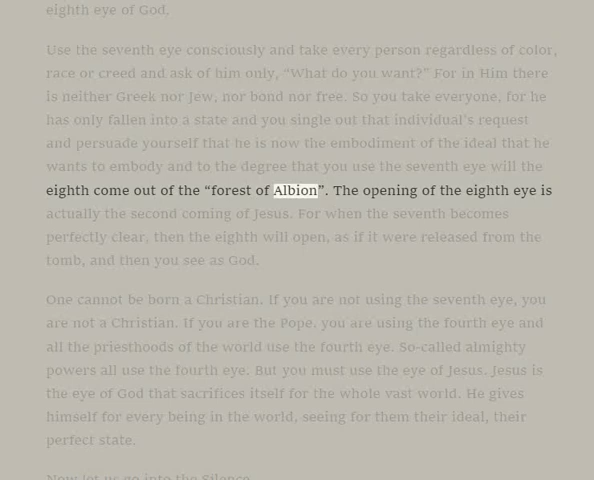 eighth eye of God.
Use the seventh eye consciously and take every person regardless of color,
race or creed and ask of him only, “What do you want?” For in Him there
is neither Greek nor Jew, nor bond nor free. So you take everyone, for he
has only fallen into a state and you single out that individual’s request
and persuade yourself that he is now the embodiment of the ideal that he
wants to embody and to the degree that you use the seventh eye will the
eighth come out of the “forest of Albion”. The opening of the eighth eye is
actually the second coming of Jesus. For when the seventh becomes
perfectly clear, then the eighth will open, as if it were released from the
tomb, and then you see as God.
One cannot be born a Christian. If you are not using the seventh eye, you
are not a Christian. If you are the Pope. you are using the fourth eye and
all the priesthoods of the world use the fourth eye. So-called almighty
powers all use the fourth eye. But you must use the eye of Jesus. Jesus is
the eye of God that sacrifices itself for the whole vast world. He gives
himself for every being in the world, seeing for them their ideal, their
perfect state.
Now let us go into the Silence.